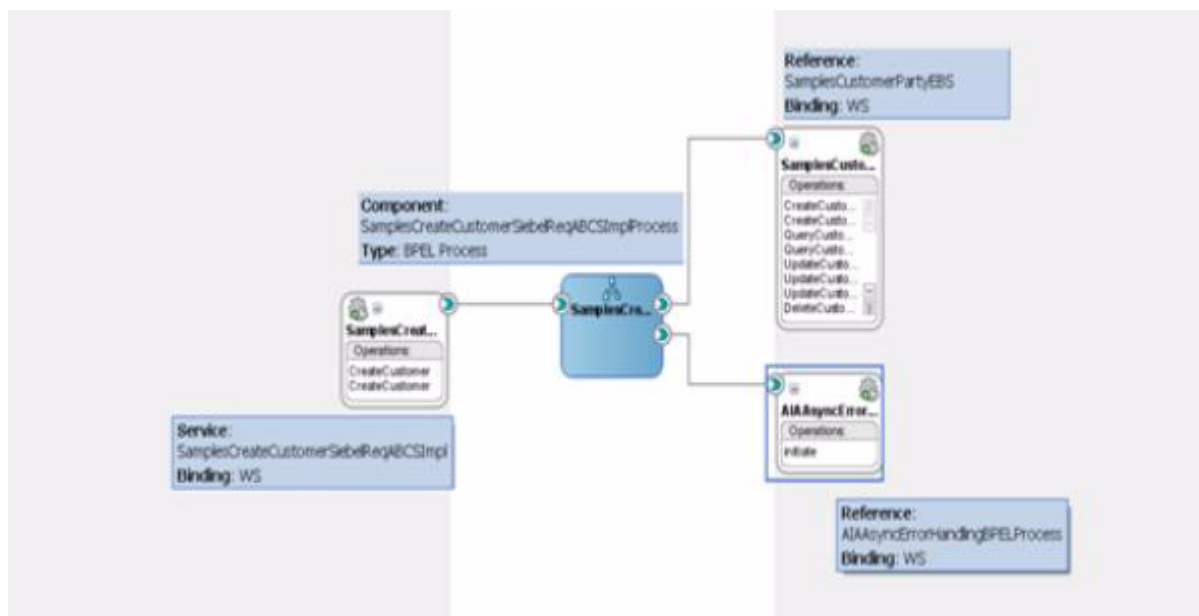 Reference:
SamplesCustomerPartyEBS
Binding: WS
SamplesCusto...
Operations
CreateCusto...
CreateCusto...
QueryCusto...
QueryCusto...
UpdateCusto...
UpdateCusto...
UpdateCusto...
DeleteCusto...
Component:
SamplesCreateCustomerSiebelReqABCSImplProcess
Type: BPEL Process
SamplesCreat...
Operations
CreateCustomer
CreateCustomer
SamplesCre...
Service:
SamplesCreateCustomerSiebelReqABCSImpl
Binding: WS
AIAAsyncError...
Operations
initiate
Reference:
AIAAsyncErrorHandlingBPELProcess
Binding: WS